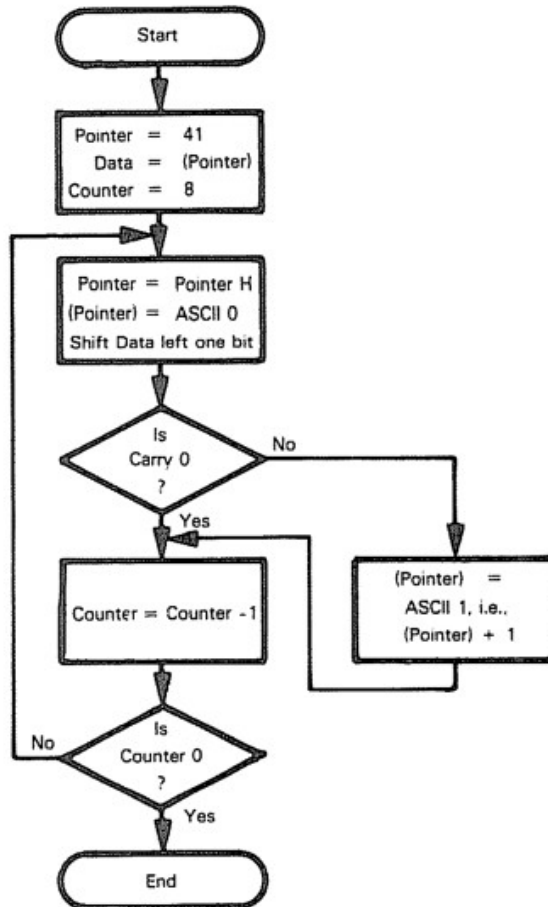 Start
Pointer = 41
Data = (Pointer)
Counter = 8
Pointer = Pointer H
(Pointer) = ASCII 0
Shift Data left one bit
Is
Carry 0
?
No
Yes
(Pointer) =
ASCII 1, i.e.,
(Pointer) + 1
Counter = Counter -1
Is
Counter 0
?
No
Yes
End